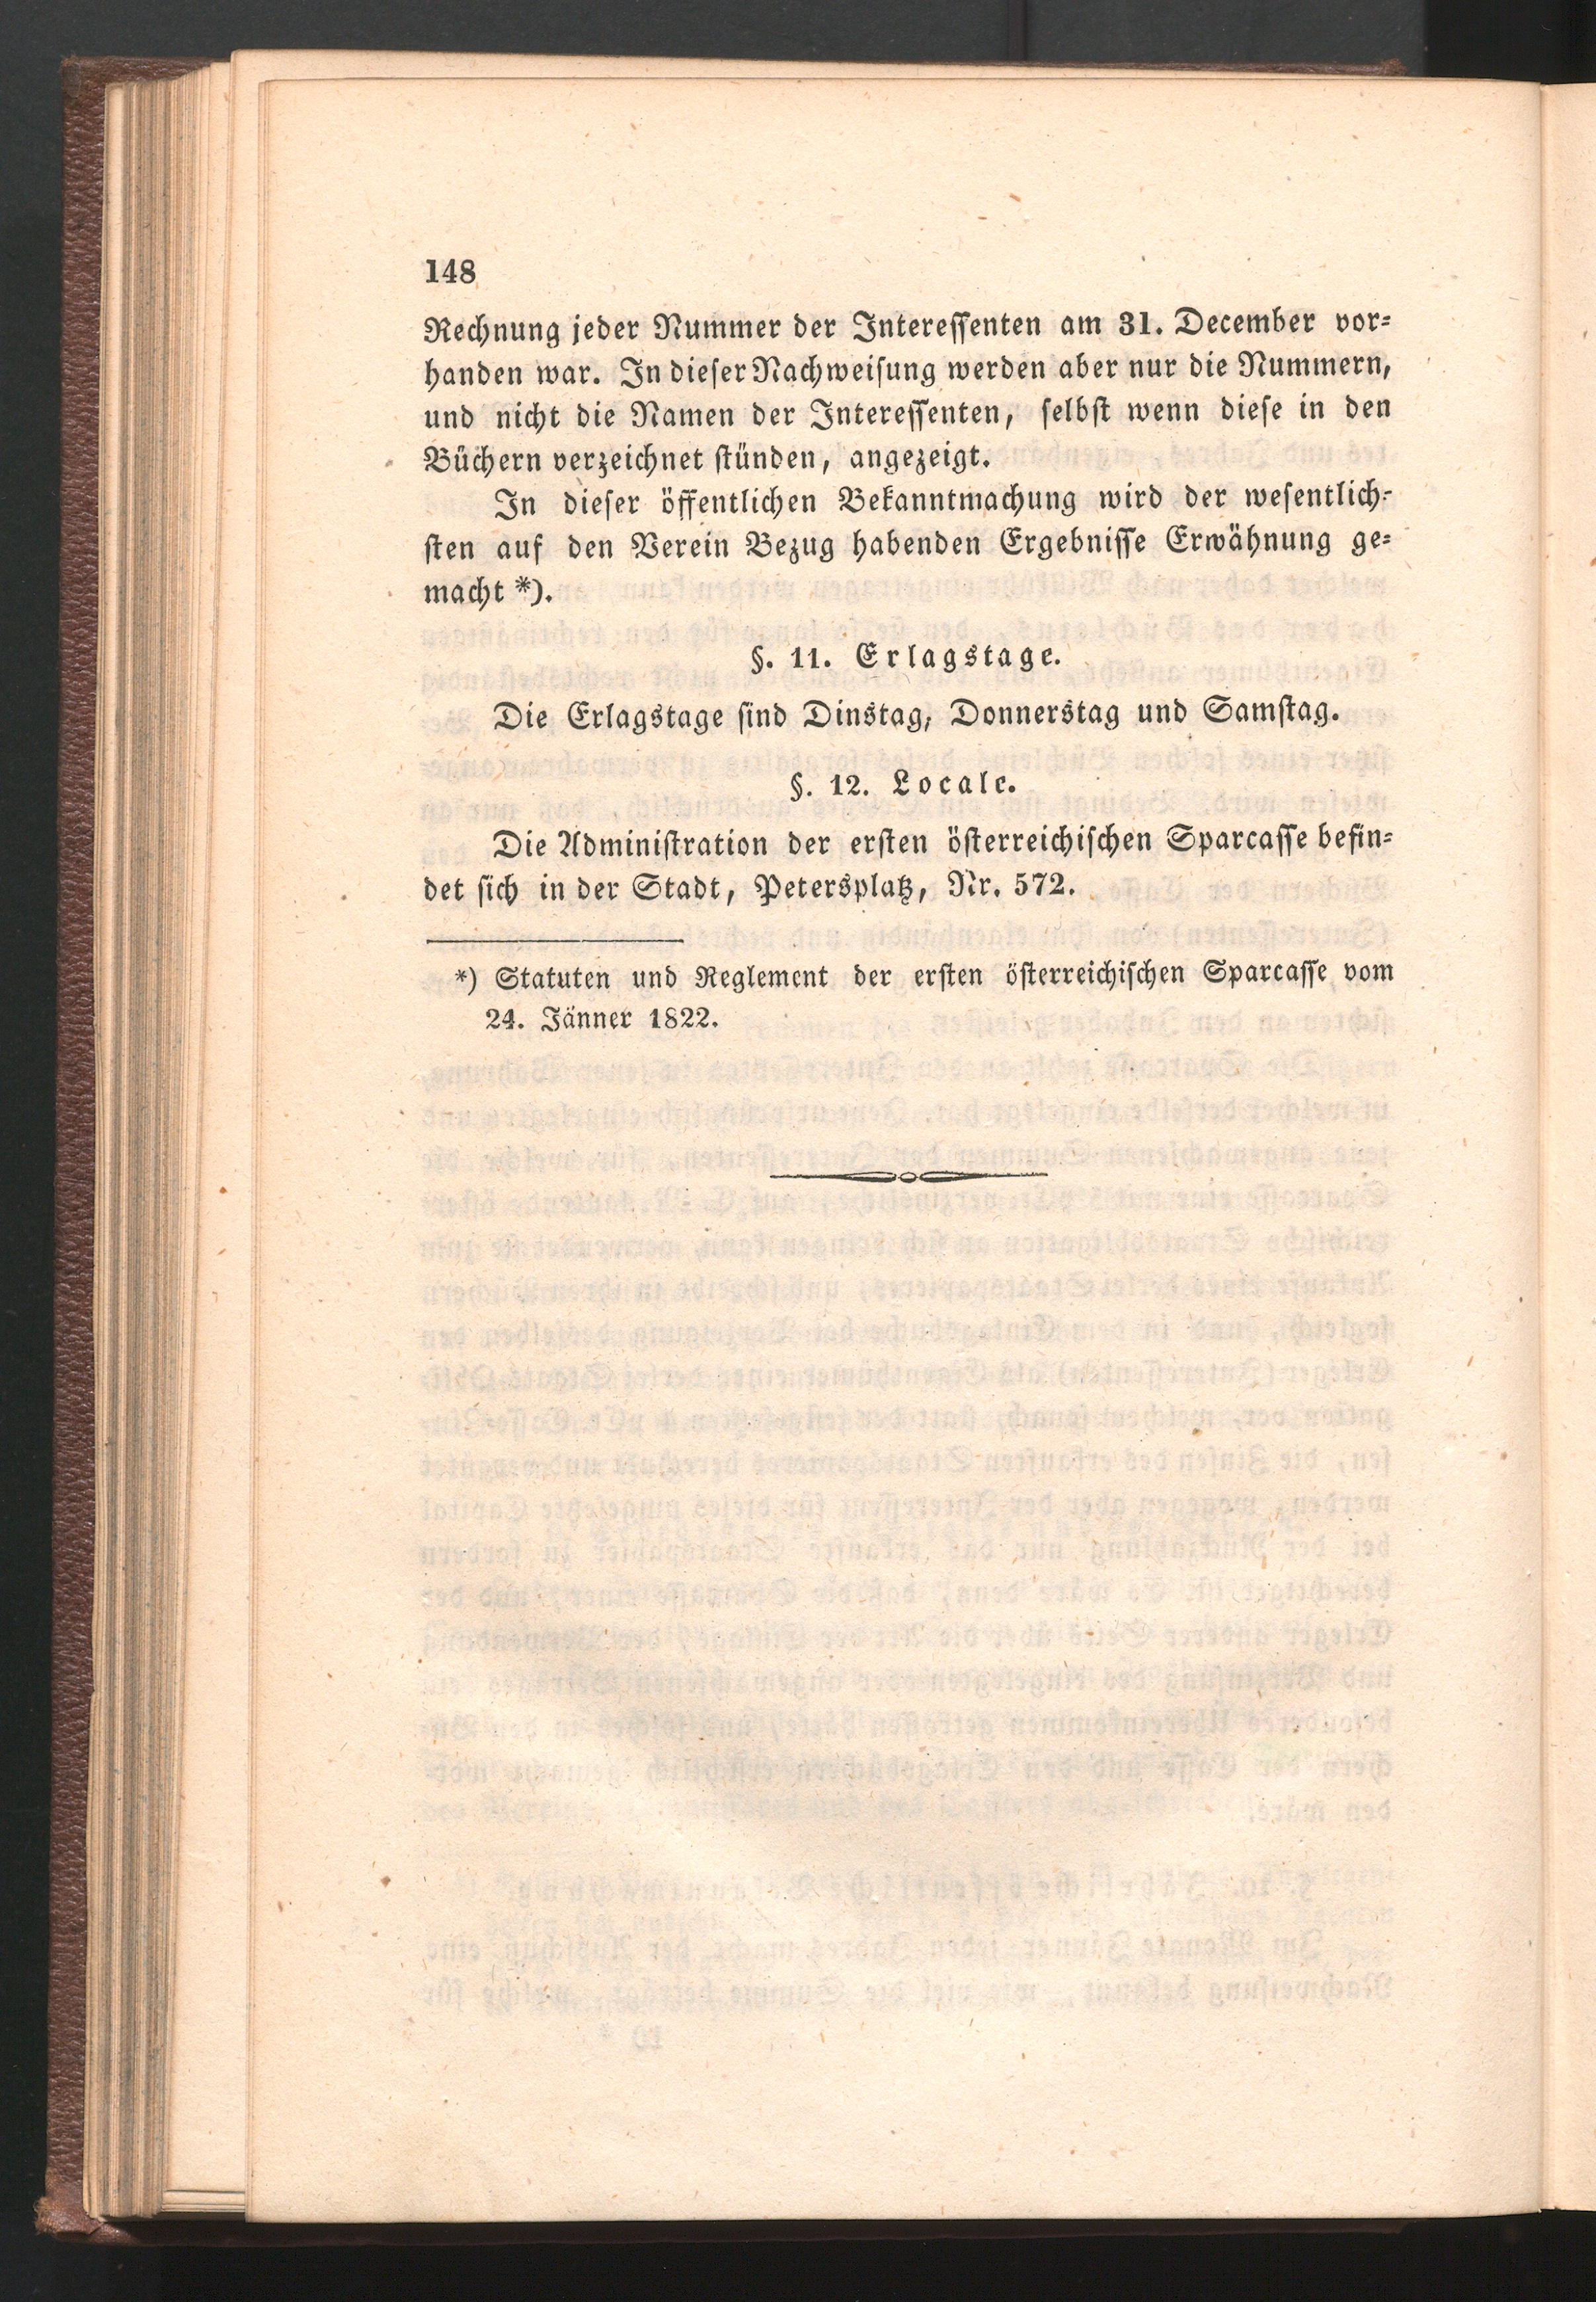 148
Rechnung jeder Nummer der Interessenten am 31. December vor-
handen war. In dieser Nachweisung werden aber nur die Nummern,
und nicht die Namen der Interessenten, selbst wenn diese in den
Büchern verzeichnet stünden, angezeigt.
In dieser öffentlichen Bekanntmachung wird der wesentlich-
sten auf den Verein Bezug habenden Ergebnisse Erwähnung ge-
macht *).
§. 11. Erlagstage.
Die Erlagstage sind Dinstag, Donnerstag und Samstag.
§. 12. Locale.
Die Administration der ersten österreichischen Sparcasse befin-
det sich in der Stadt, Petersplatz, Nr. 572.
*) Statuten und Reglement der ersten österreichischen Sparcasse vom
24. Jänner 1822.